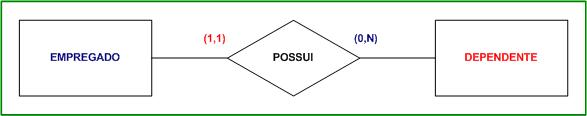 (1,1) (0,N)
EMPREGADO POSSUI DEPENDENTE